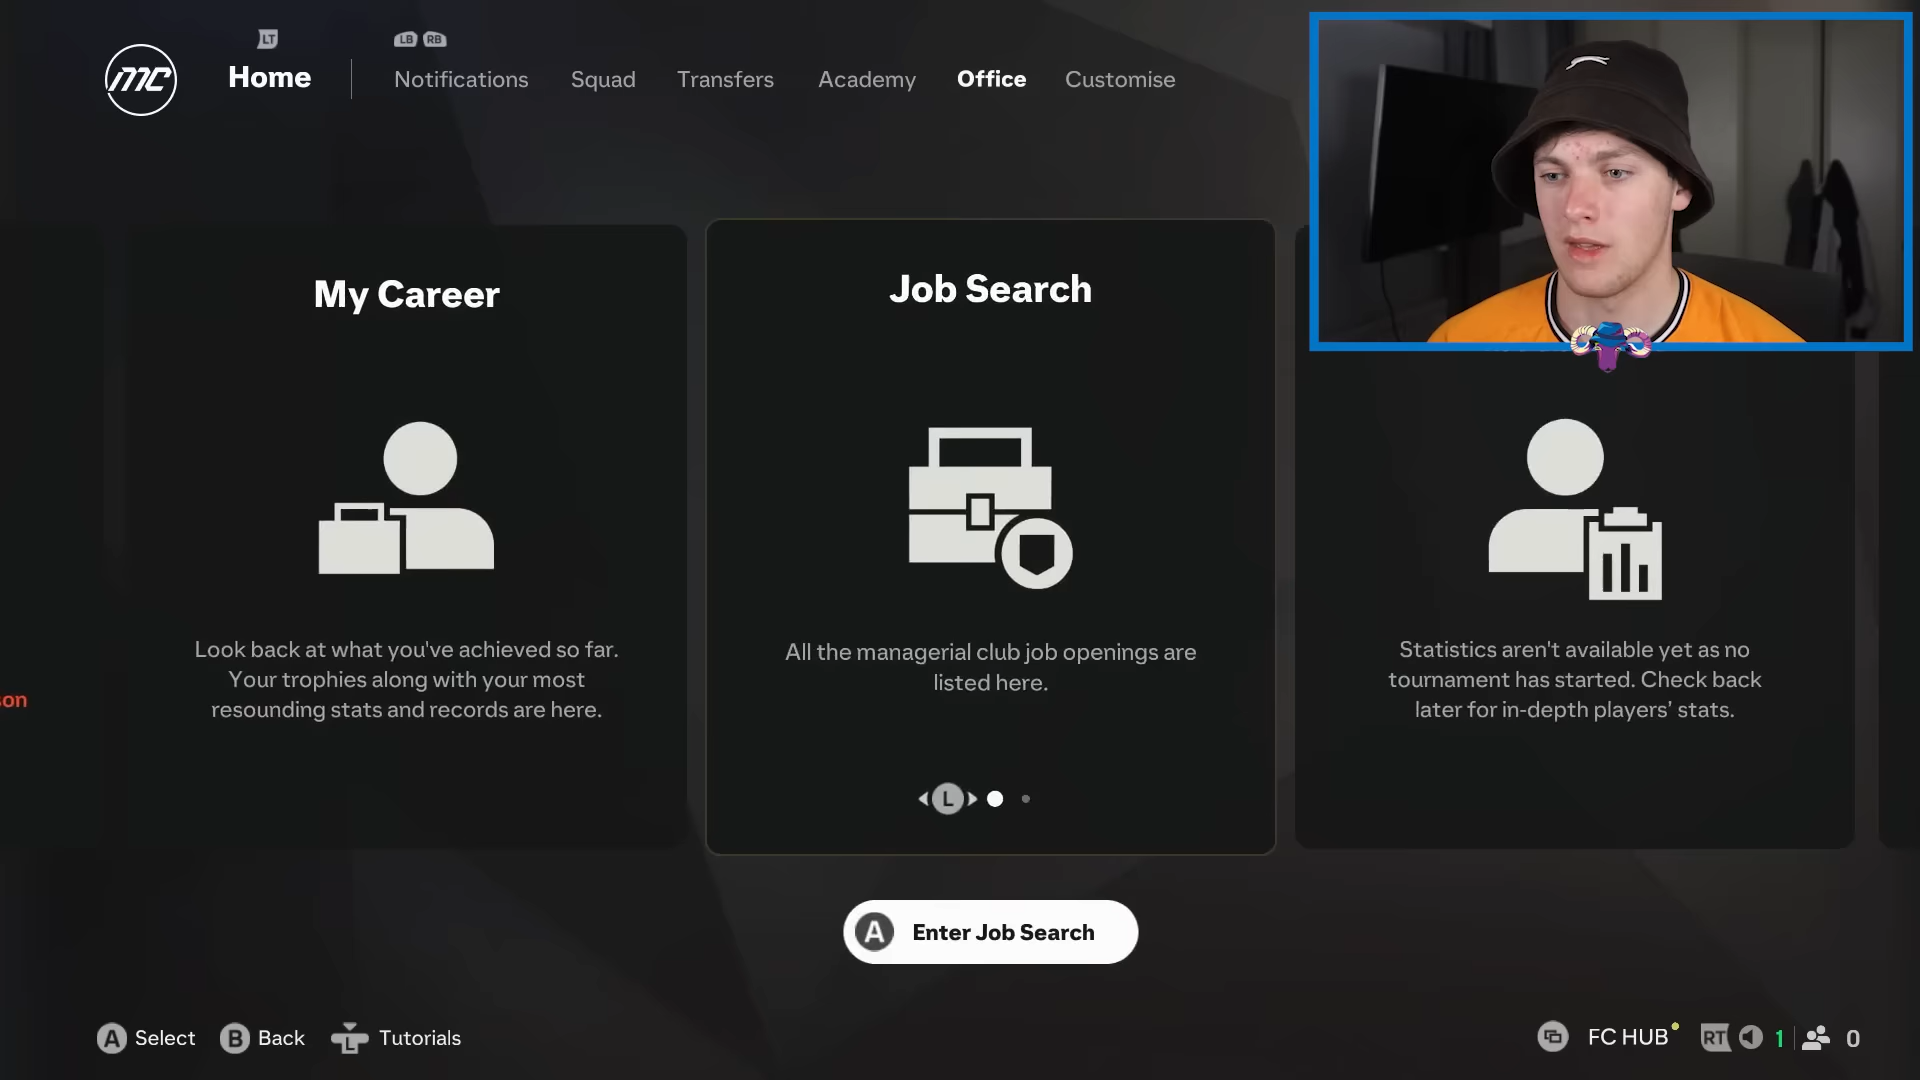 LT
LB RB
MC
Home
Notifications
Squad
Transfers
Academy
Office
Customise
My Career
Look back at what you've achieved so far.
Your trophies along with your most
resounding stats and records are here.
Job Search
All the managerial club job openings are
listed here.
L
Statistics aren't available yet as no
tournament has started. Check back
later for in-depth players' stats.
son
A Enter Job Search
A Select
B Back
L Tutorials
FC HUB
RT 1
0